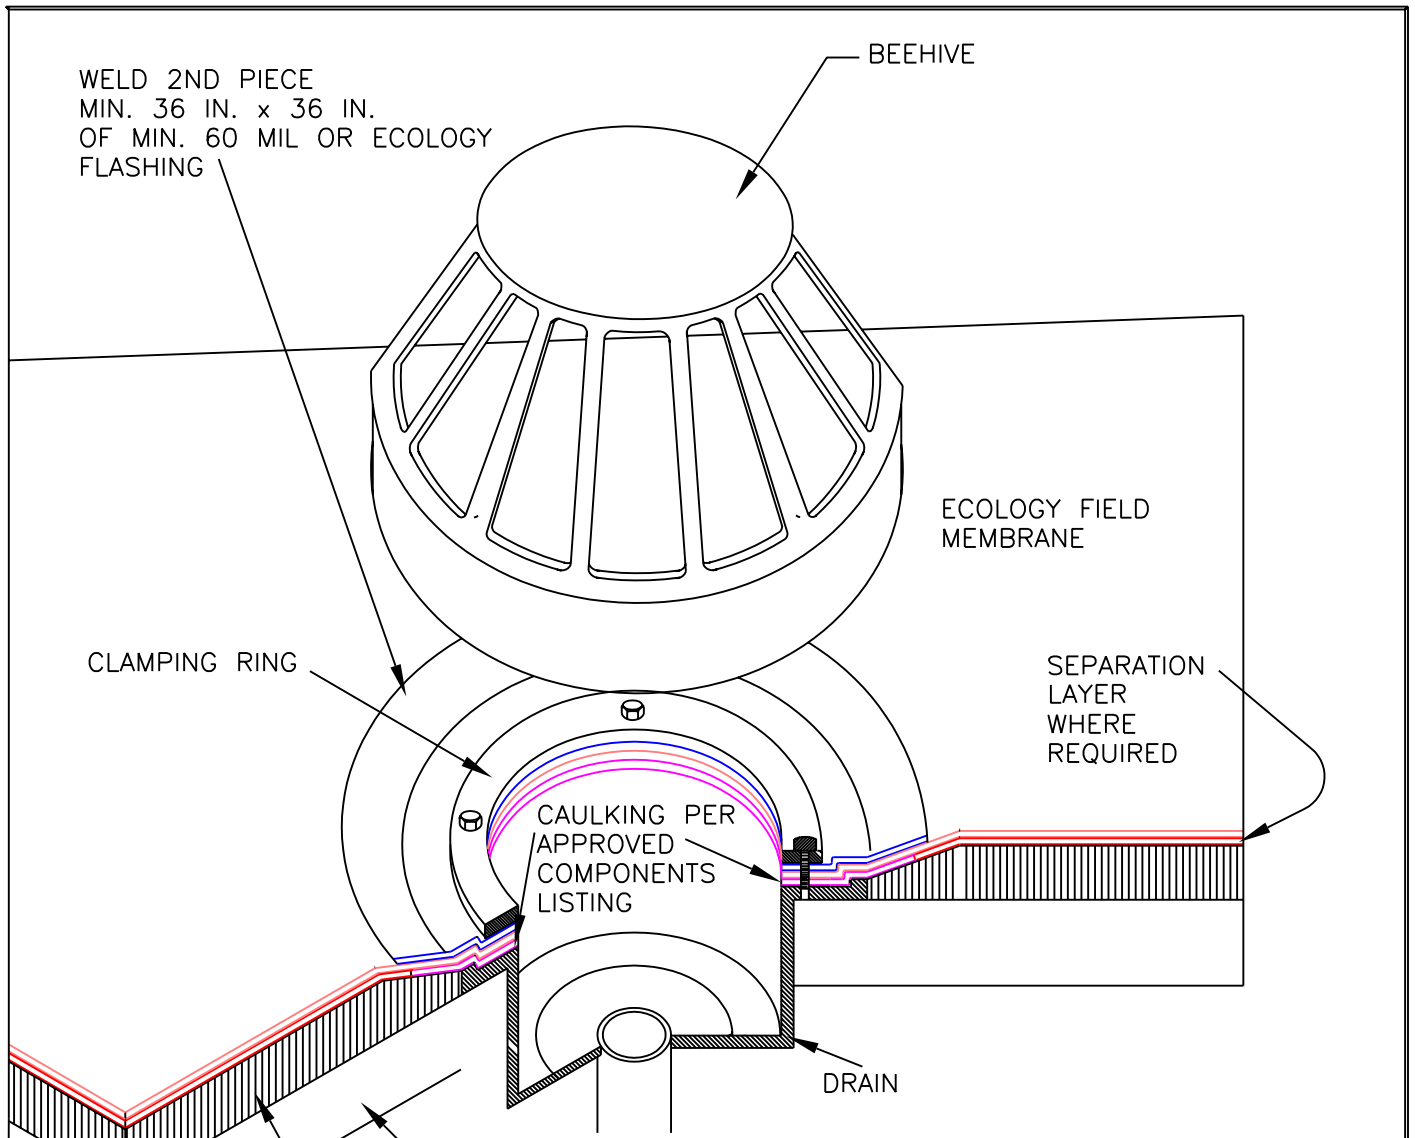 BEEHIVE
WELD 2ND PIECE
MIN. 36 IN. x 36 IN.
OF MIN. 60 MIL OR ECOLOGY
FLASHING
ECOLOGY FIELD
MEMBRANE
CLAMPING RING
SEPARATION
LAYER
WHERE
REQUIRED
CAULKING PER
APPROVED
COMPONENTS
LISTING
DRAIN